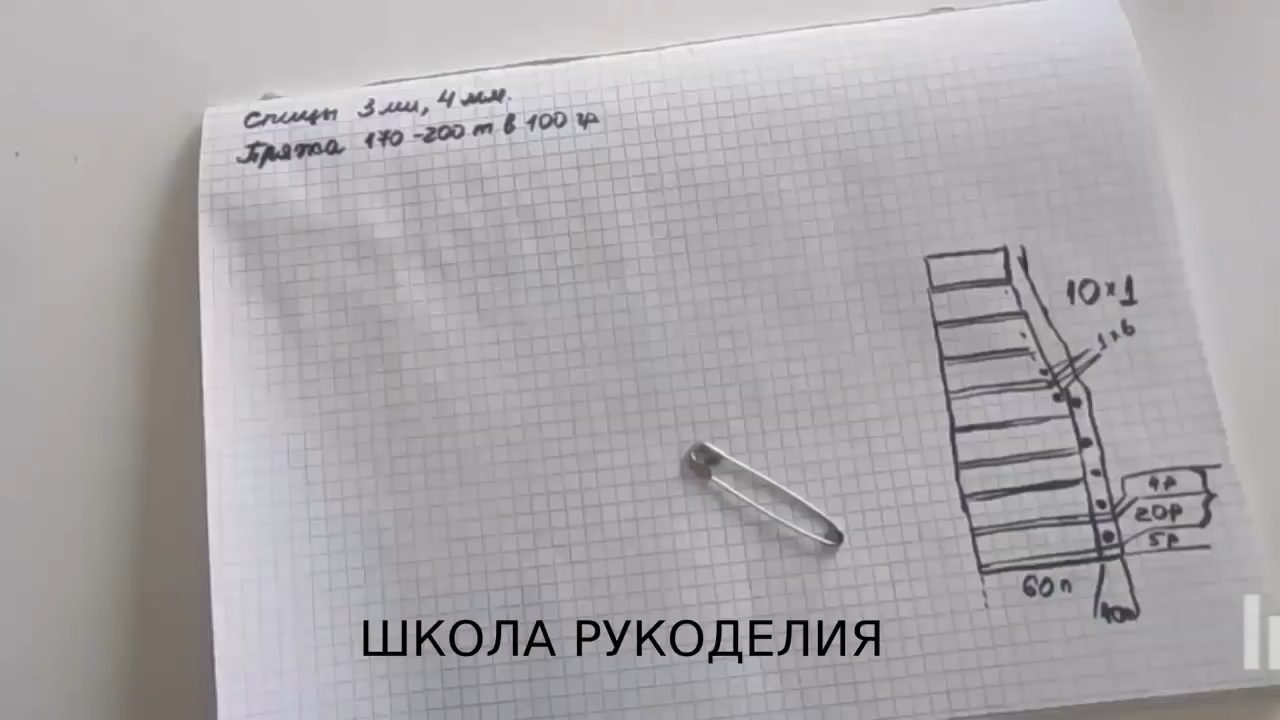 Спицы 3 мм, 4 мм.
Пряжа 170-200 м в 100 гр
10×1
1×6
4р
20р
5р
60п
10п
ШКОЛА РУКОДЕЛИЯ